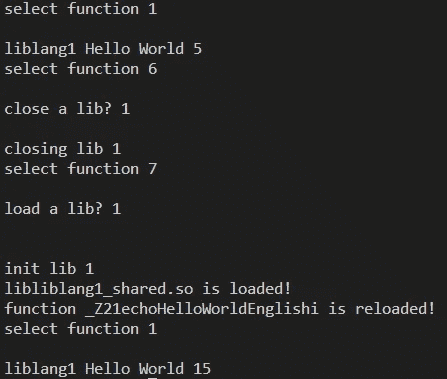 select function 1
liblang1 Hello World 5
select function 6
close a lib? 1
closing lib 1
select function 7
load a lib? 1
init lib 1
libliblang1_shared.so is loaded!
function _Z21echoHelloWorldEnglishi is reloaded!
select function 1
liblang1 Hello World 15